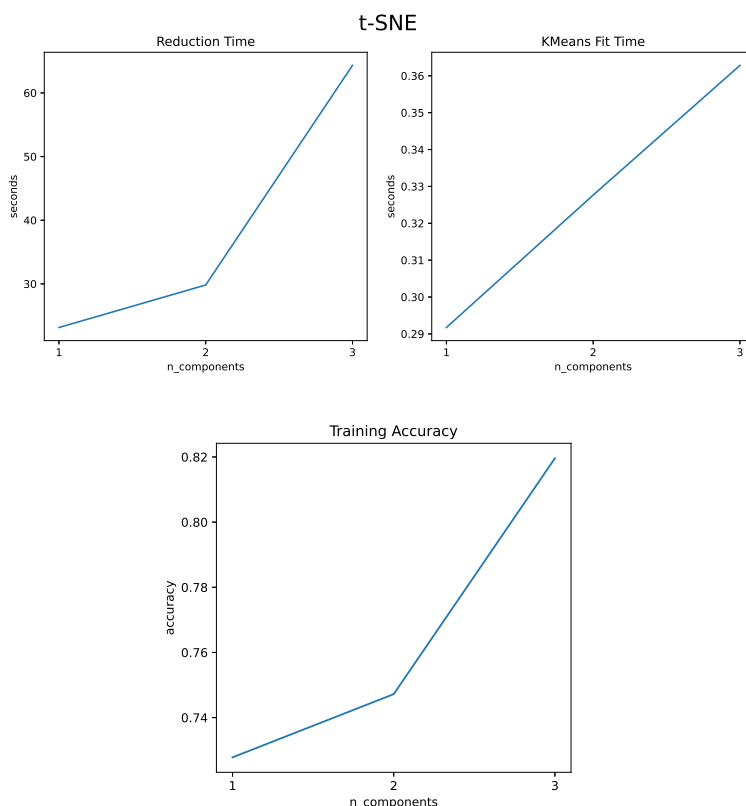 t-SNE
Reduction Time
60
50
40
30
seconds
1 2 3
n_components
KMeans Fit Time
0.36
0.35
0.34
0.33
0.32
0.31
0.30
0.29
seconds
1 2 3
n_components
Training Accuracy
0.82
0.80
0.78
0.76
0.74
accuracy
1 2 3
n_components